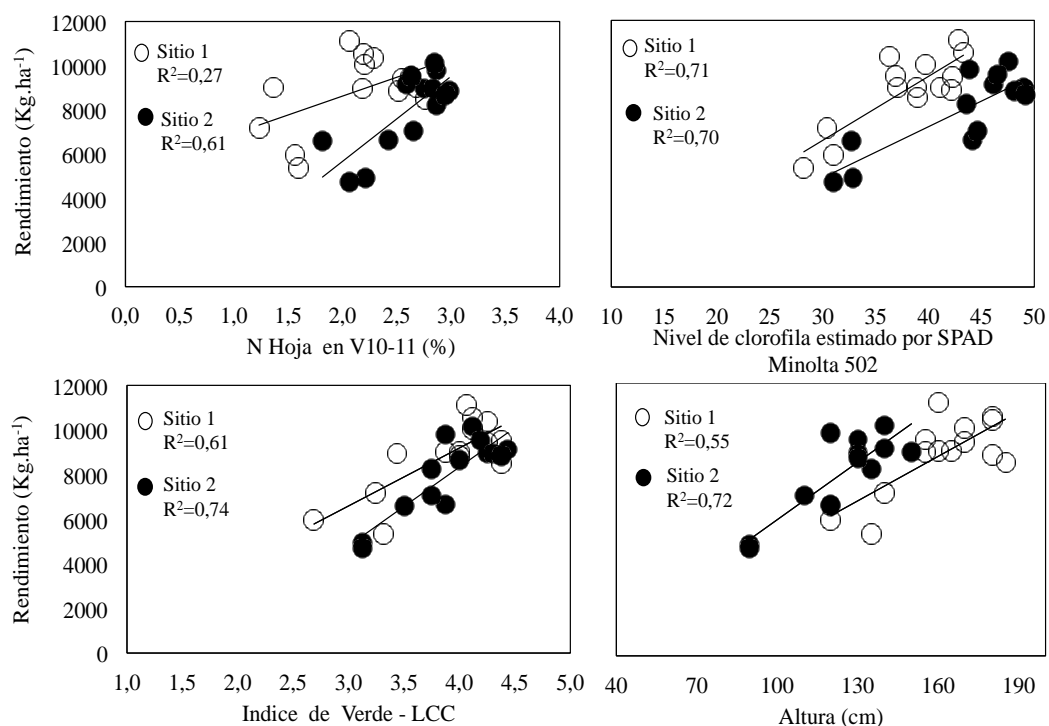 Rendimiento (Kg.ha-1)
12000
10000
8000
6000
4000
2000
0
Sitio 1
R2=0,27
Sitio 2
R2=0,61
0,0 0,5 1,0 1,5 2,0 2,5 3,0 3,5 4,0
N Hoja en V10-11 (%)
Sitio 1
R2=0,71
Sitio 2
R2=0,70
10 15 20 25 30 35 40 45 50
Nivel de clorofila estimado por SPAD
Minolta 502
Rendimiento (Kg.ha-1)
12000
10000
8000
6000
4000
2000
0
Sitio 1
R2=0,61
Sitio 2
R2=0,74
1,0 1,5 2,0 2,5 3,0 3,5 4,0 4,5 5,0
Indice de Verde - LCC
Sitio 1
R2=0,55
Sitio 2
R2=0,72
40 70 100 130 160 190
Altura (cm)